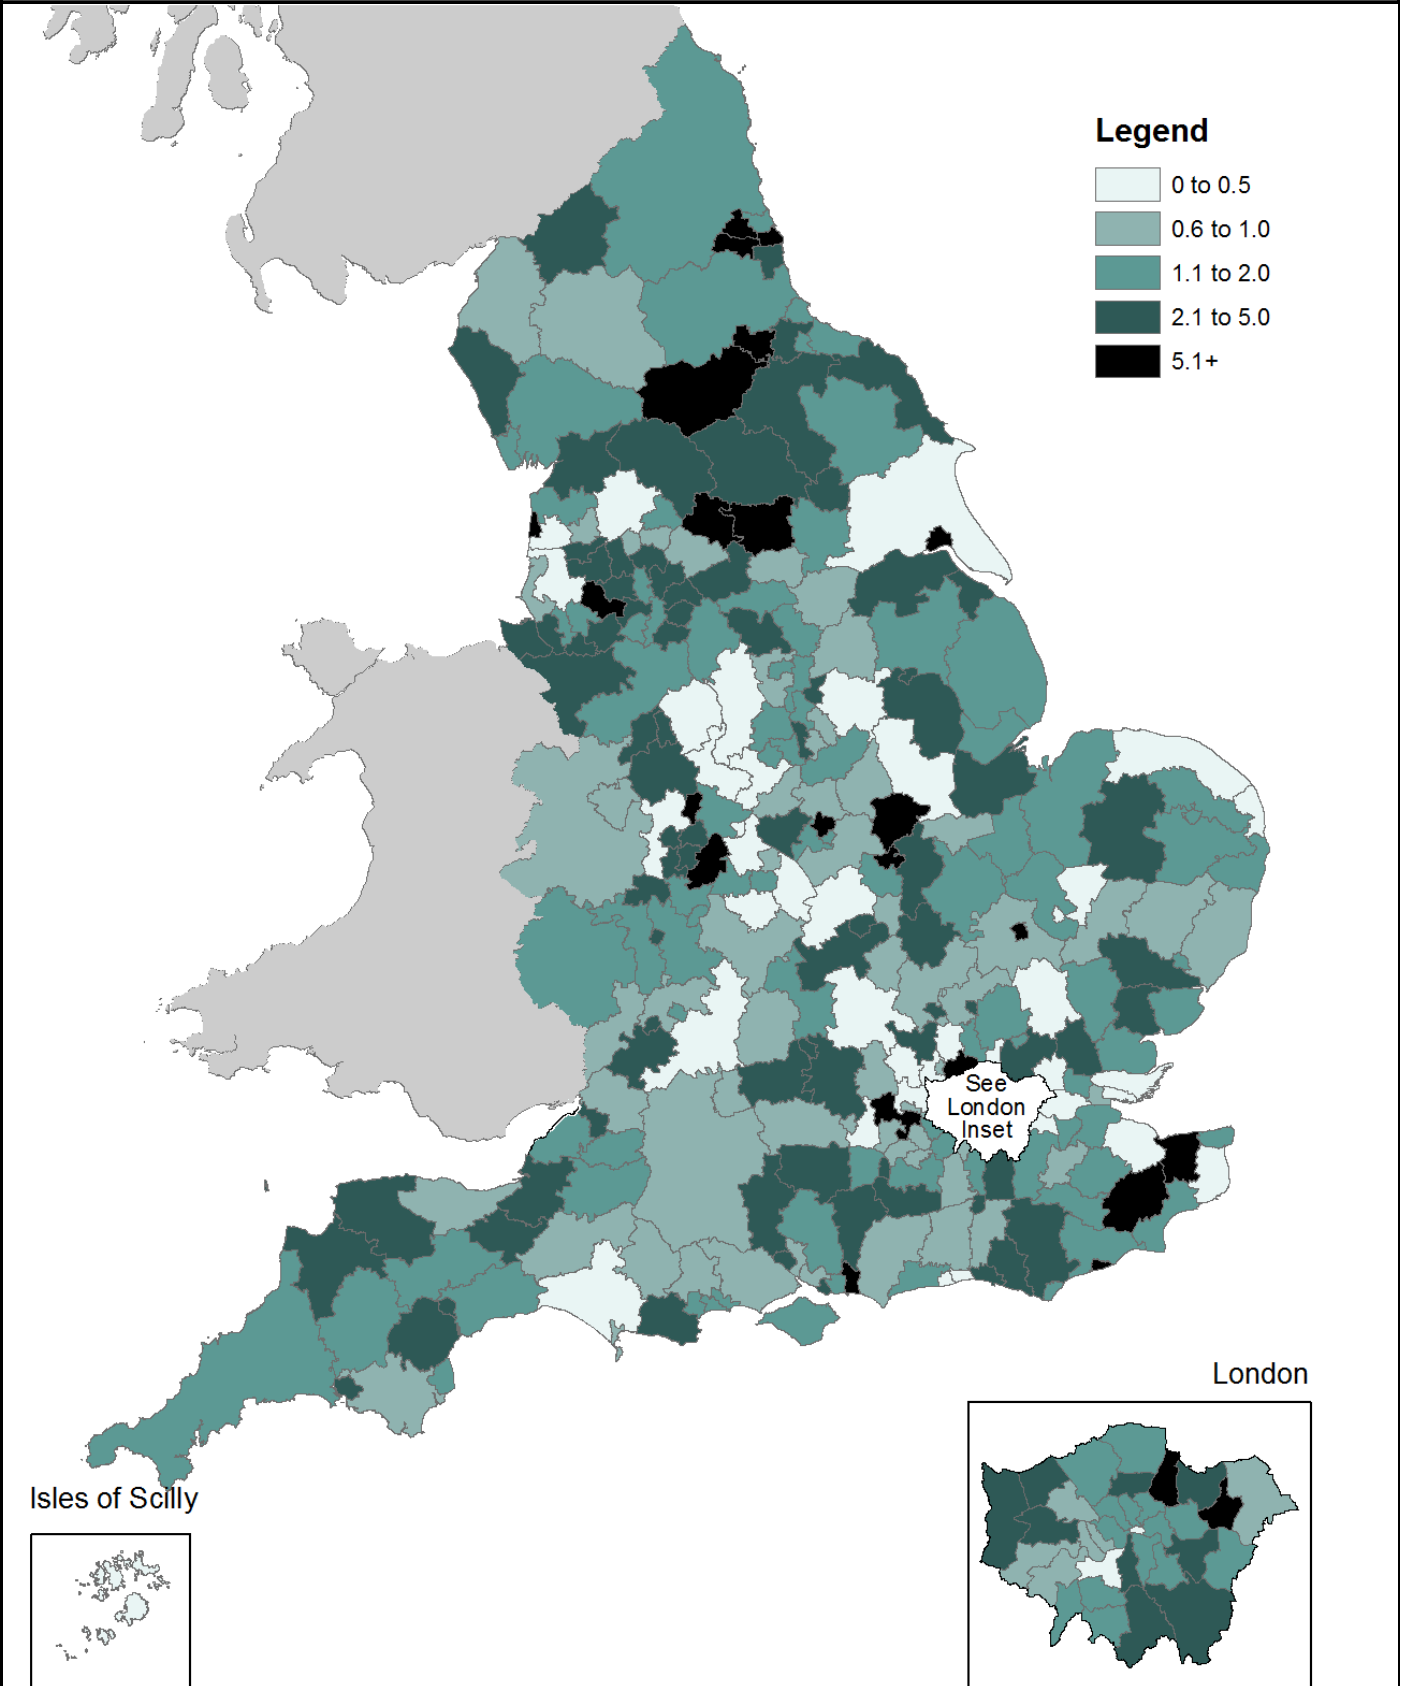 Legend
0 to 0.5
0.6 to 1.0
1.1 to 2.0
2.1 to 5.0
5.1+
See
London
Inset
London
Isles of Scilly